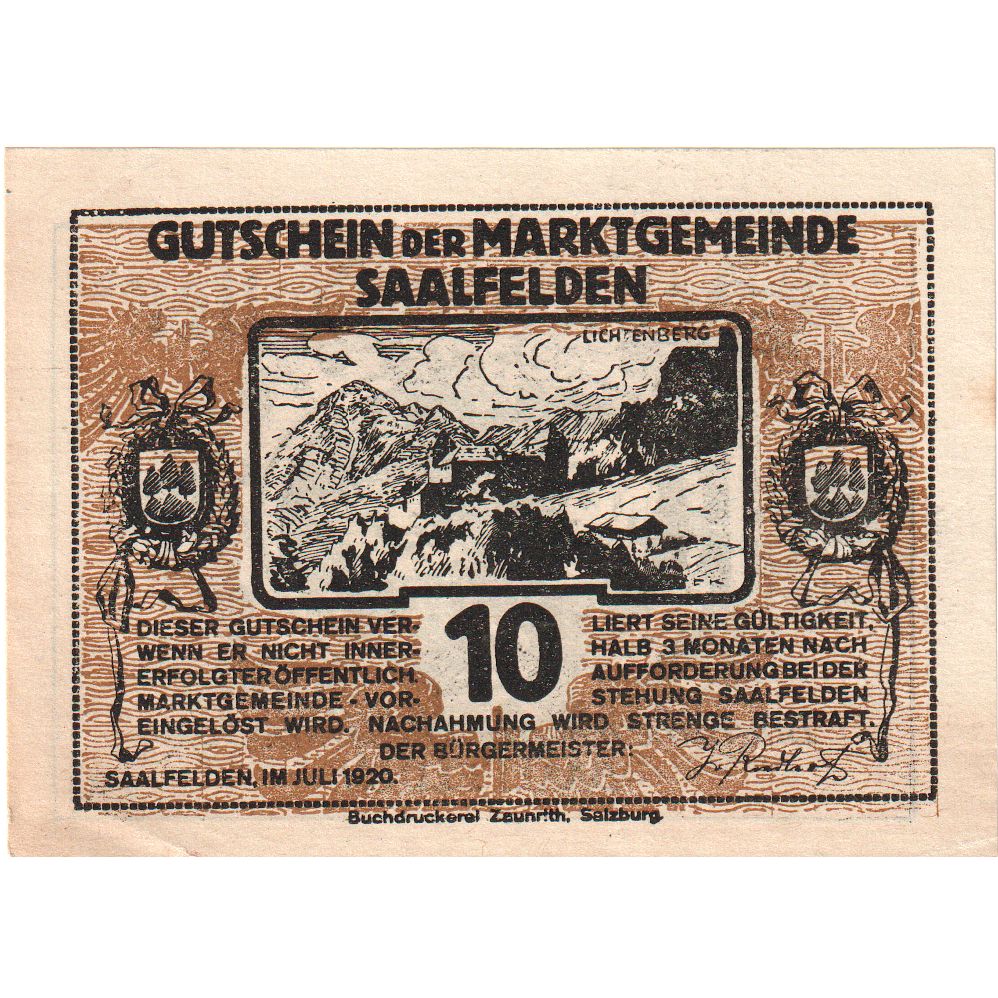 GUTSCHEIN DER MARKTGEMEINDE
SAALFELDEN
LICHTENBERG
10
DIESER GUTSCHEIN VER- LIERT SEINE GÜLTIGKEIT,
WENN ER NICHT INNER- HALB 3 MONATEN NACH
ERFOLGTER ÖFFENTLICH. AUFFORDERUNG BEI DER
MARKTGEMEINDE - VOR- STEHUNG SAALFELDEN
EINGELÖST WIRD. NACHAHMUNG WIRD STRENGE BESTRAFT.
DER BÜRGERMEISTER:
SAALFELDEN, IM JULI 1920.
Buchdruckerei Zaunrith, Salzburg.